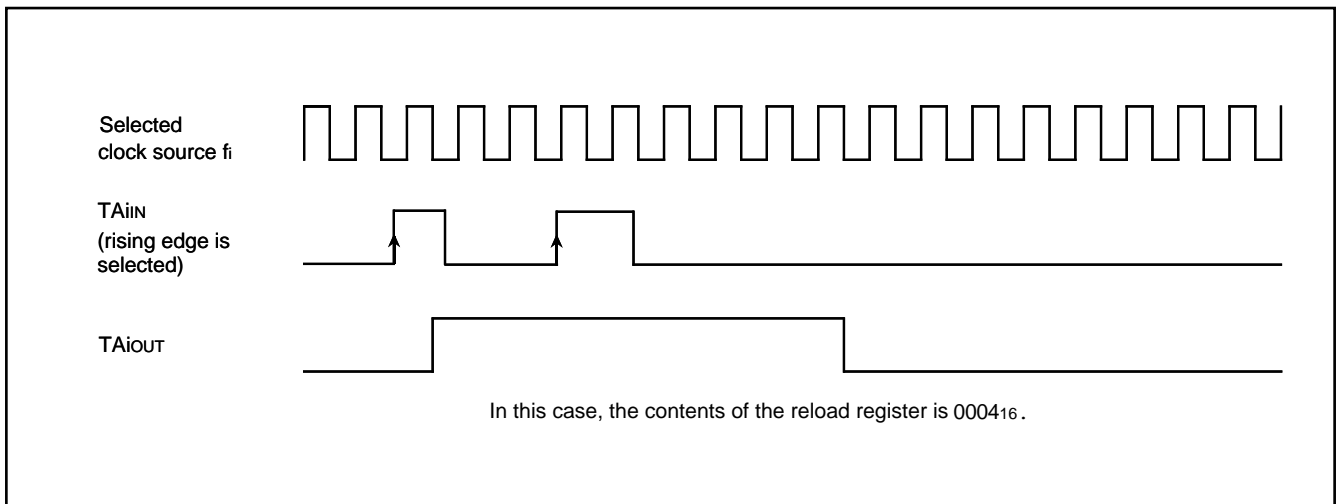 Selected
clock source fi
TAiIN
(rising edge is
selected)
TAiOUT
In this case, the contents of the reload register is 000416.